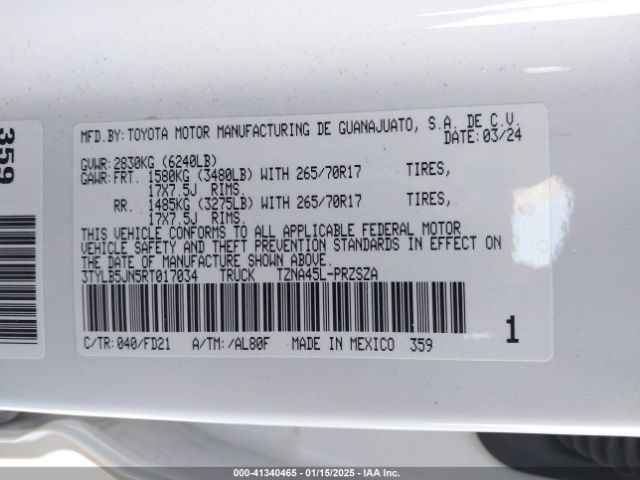 359
MFD.BY:TOYOTA MOTOR MANUFACTURING DE GUANAJUATO, S.A. DE C.V.
DATE:03/24
GVWR:2830KG (6240LB)
GAWR:FRT. 1580KG (3480LB) WITH 265/70R17 TIRES,
17X7.5J RIMS.
RR. 1485KG (3275LB) WITH 265/70R17 TIRES,
17X7.5J RIMS.
THIS VEHICLE CONFORMS TO ALL APPLICABLE FEDERAL MOTOR
VEHICLE SAFETY AND THEFT PREVENTION STANDARDS IN EFFECT ON
THE DATE OF MANUFACTURE SHOWN ABOVE.
3TYLB5JN5RT017034 TRUCK TZNA45L-PRZSZA
1
C/TR:040/FD21 A/TM:/AL80F MADE IN MEXICO 359
000-41340465 - 01/15/2025 - IAA Inc.